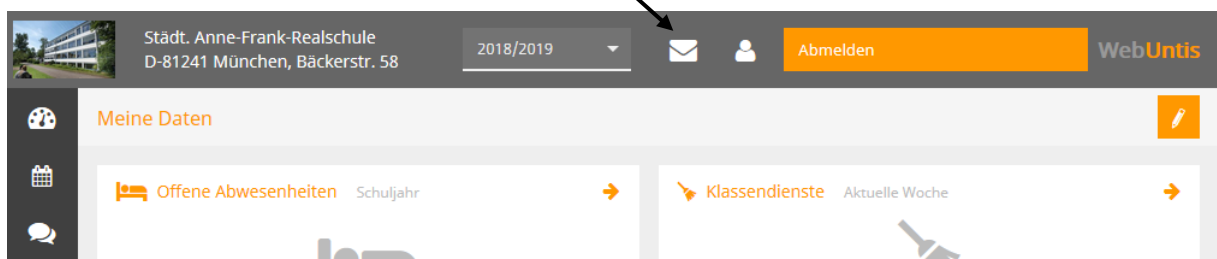 Städt. Anne-Frank-Realschule
D-81241 München, Bäckerstr. 58
2018/2019
Abmelden
WebUntis
Meine Daten
Offene Abwesenheiten Schuljahr
Klassendienste Aktuelle Woche